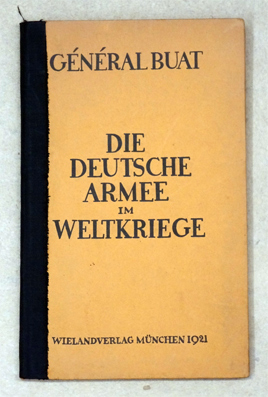 GÉNÉRAL BUAT
DIE
DEUTSCHE
ARMEE
IM
WELTKRIEGE
WIELANDVERLAG MÜNCHEN 1921